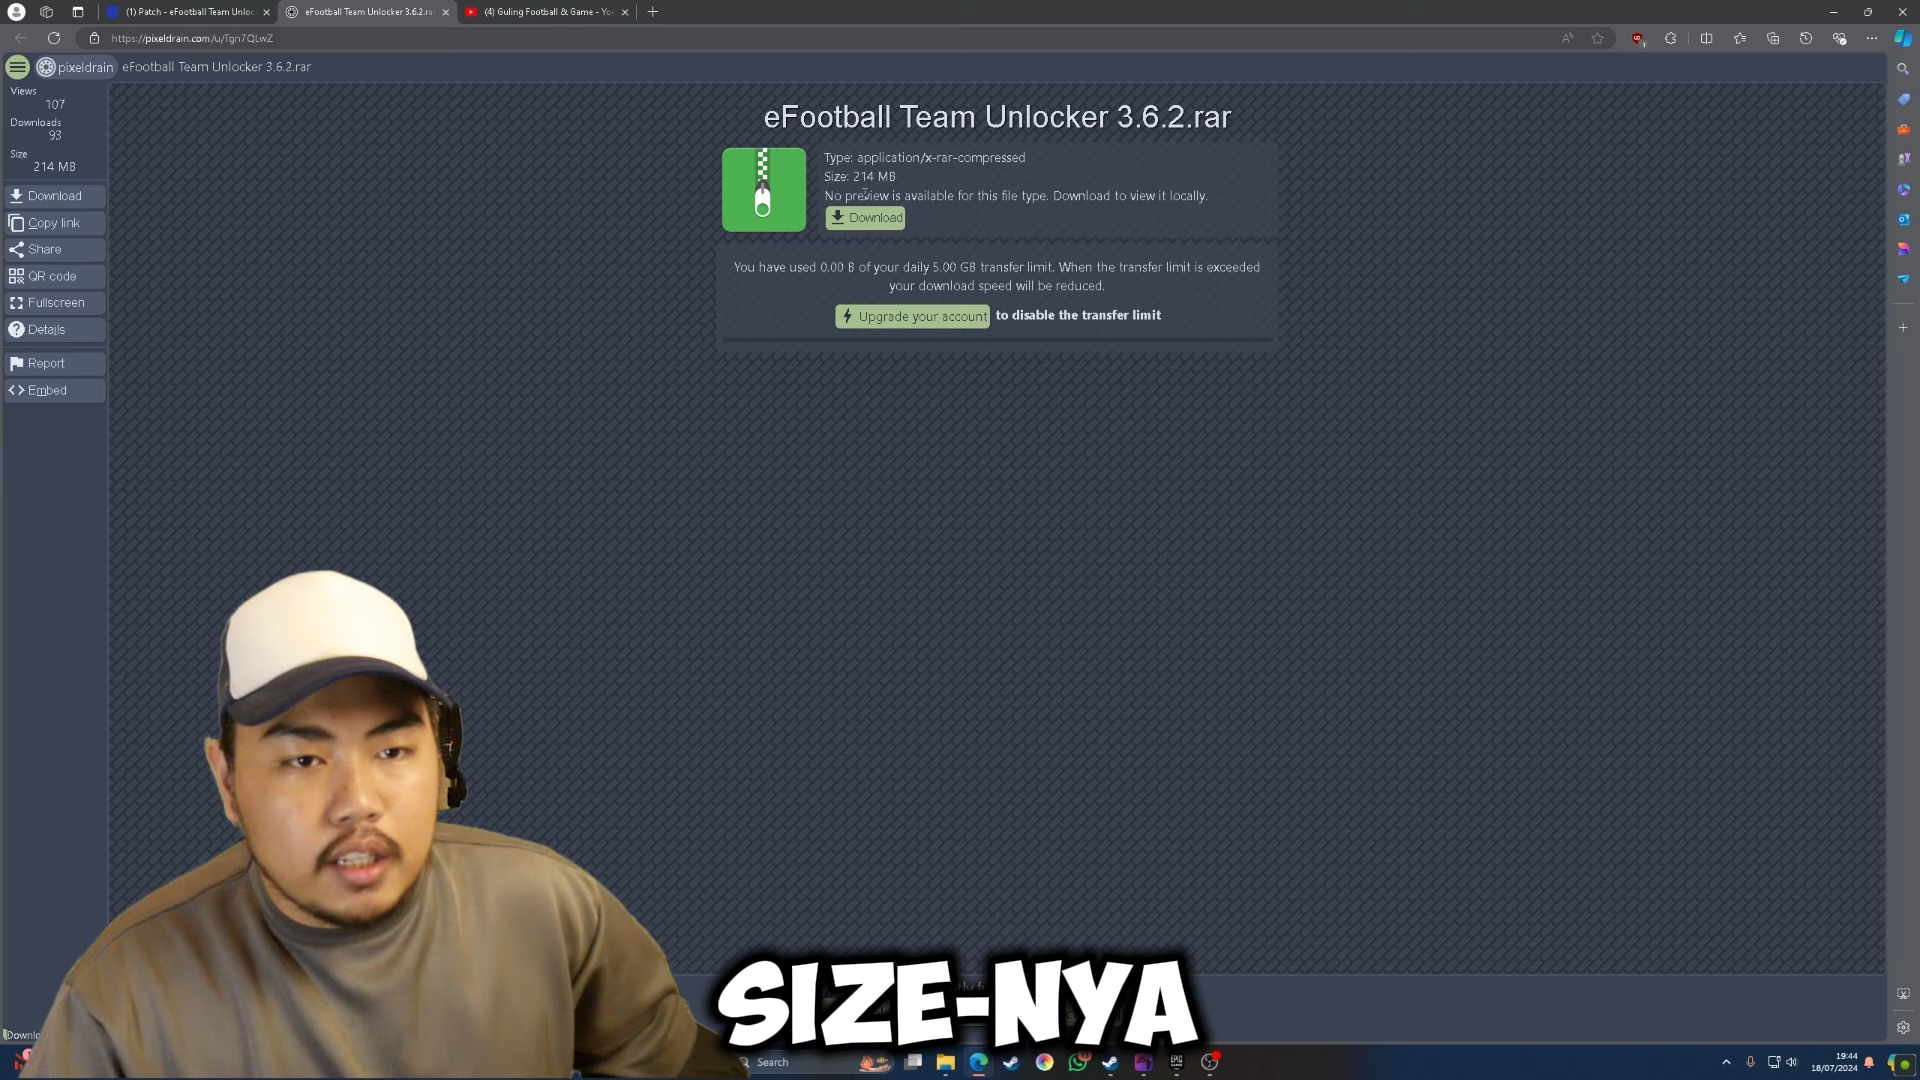 (1) Patch - eFootball Team Unloc
eFootball Team Unlocker 3.6.2.ra
(4) Guling Football & Game - You
https://pixeldrain.com/u/Tgn7QLwZ
pixeldrain
eFootball Team Unlocker 3.6.2.rar
Views
107
Downloads
93
Size
214 MB
Download
Copy link
Share
QR code
Fullscreen
Details
Report
Embed
eFootball Team Unlocker 3.6.2.rar
Type: application/x-rar-compressed
Size: 214 MB
No preview is available for this file type. Download to view it locally.
Download
You have used 0.00 B of your daily 5.00 GB transfer limit. When the transfer limit is exceeded
your download speed will be reduced.
Upgrade your account to disable the transfer limit
SIZE-NYA
Downlo
Search
19:44
18/07/2024